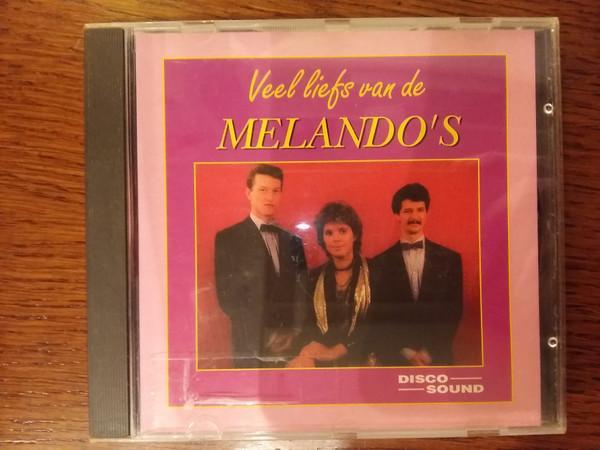 Veel liefs van de
MELANDO'S
DISCO
SOUND